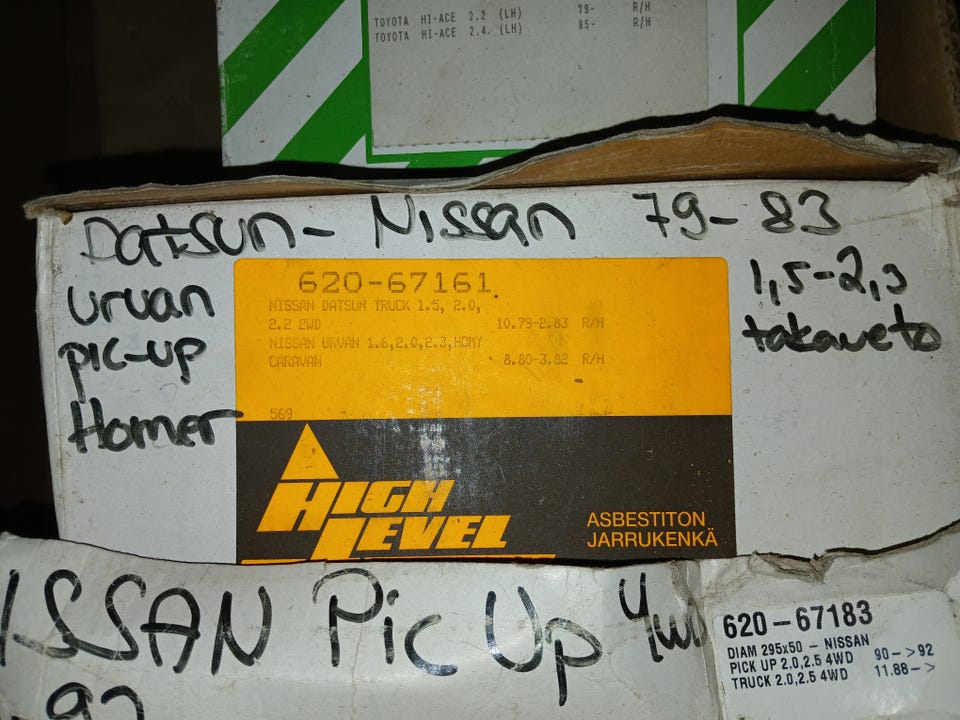 TOYOTA HI-ACE 2.2 (LH) 79- R/H
TOYOTA HI-ACE 2.4. (LH) 85- R/H
Datsun- Nissan 79-83
urvan
pic-up
Homer
1,5-2,3
takaveto
620-67161
NISSAN DATSUN TRUCK 1.5, 2.0,
2.2 2WD 10.79-2.83 R/H
NISSAN URVAN 1.6,2.0,2.3,HOMY
CARAVAN 8.80-3.82 R/H
569
HIGH
LEVEL
ASBESTITON
JARRUKENKÄ
ISSAN Pic Up 4wd
-92
620-67183
DIAM 295x50 - NISSAN
PICK UP 2.0,2.5 4WD 90->92
TRUCK 2.0,2.5 4WD 11.88->